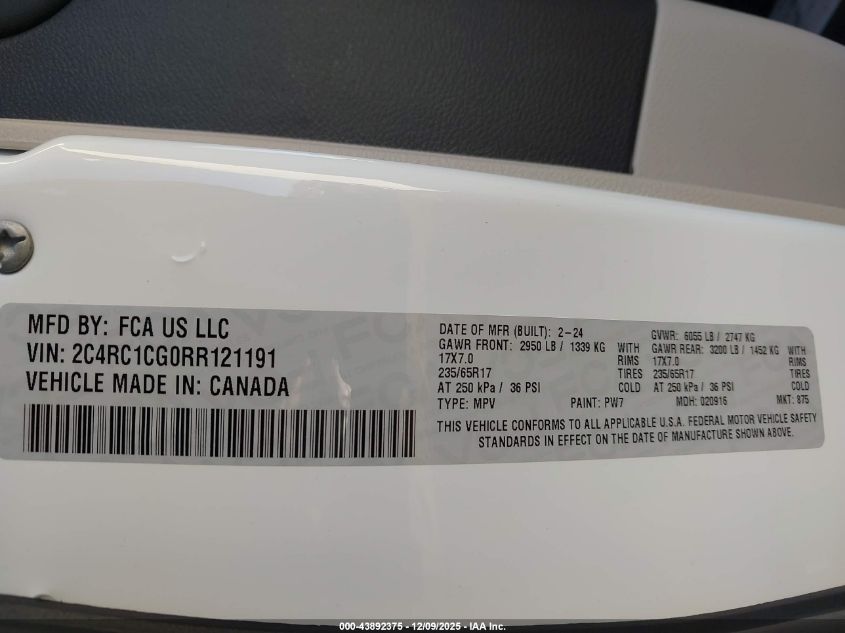 MFD BY: FCA US LLC
VIN: 2C4RC1CG0RR121191
VEHICLE MADE IN: CANADA
DATE OF MFR (BUILT): 2-24 GVWR: 6055 LB / 2747 KG
GAWR FRONT: 2950 LB / 1339 KG WITH GAWR REAR: 3200 LB / 1452 KG WITH
17X7.0 RIMS 17X7.0 RIMS
235/65R17 TIRES 235/65R17 TIRES
AT 250 kPa / 36 PSI COLD AT 250 kPa / 36 PSI COLD
TYPE: MPV PAINT: PW7 MDH: 020916 MKT: 875
THIS VEHICLE CONFORMS TO ALL APPLICABLE U.S.A. FEDERAL MOTOR VEHICLE SAFETY
STANDARDS IN EFFECT ON THE DATE OF MANUFACTURE SHOWN ABOVE.
000-43892375 - 12/09/2025 - IAA Inc.